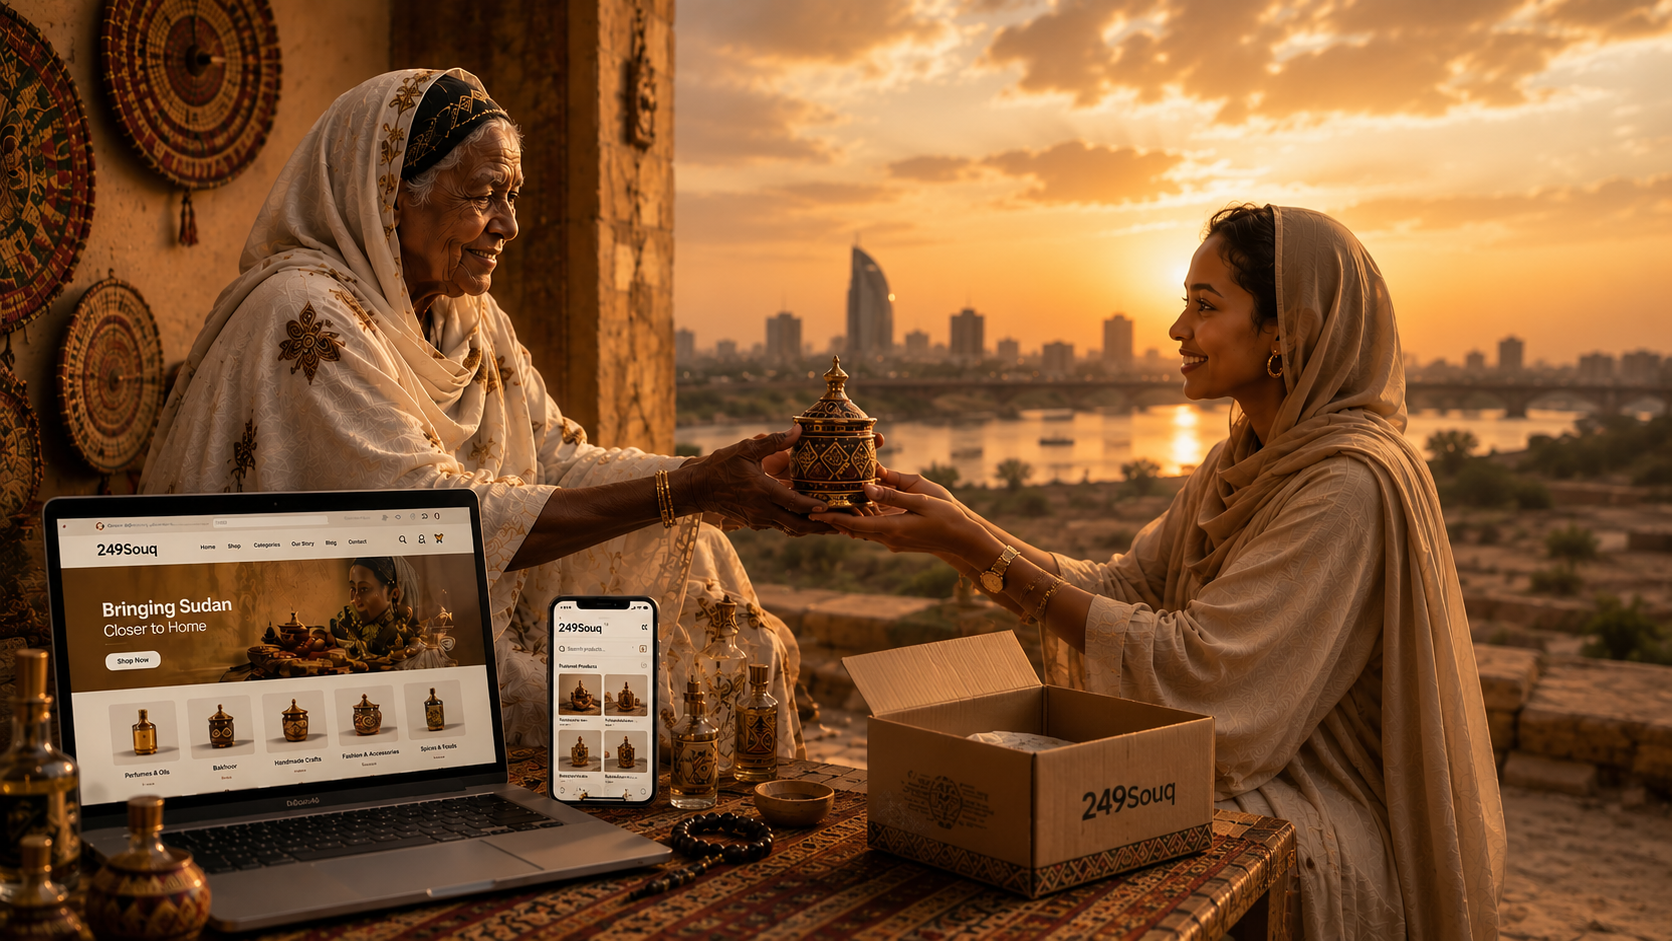 249Souq
Home Shop Categories Our Story Blog Contact
Bringing Sudan
Closer to Home
Shop Now
Perfumes & Oils
Bakhoor
Handmade Crafts
Fashion & Accessories
Spices & Foods
249Souq
Search products...
Featured Products
249Souq